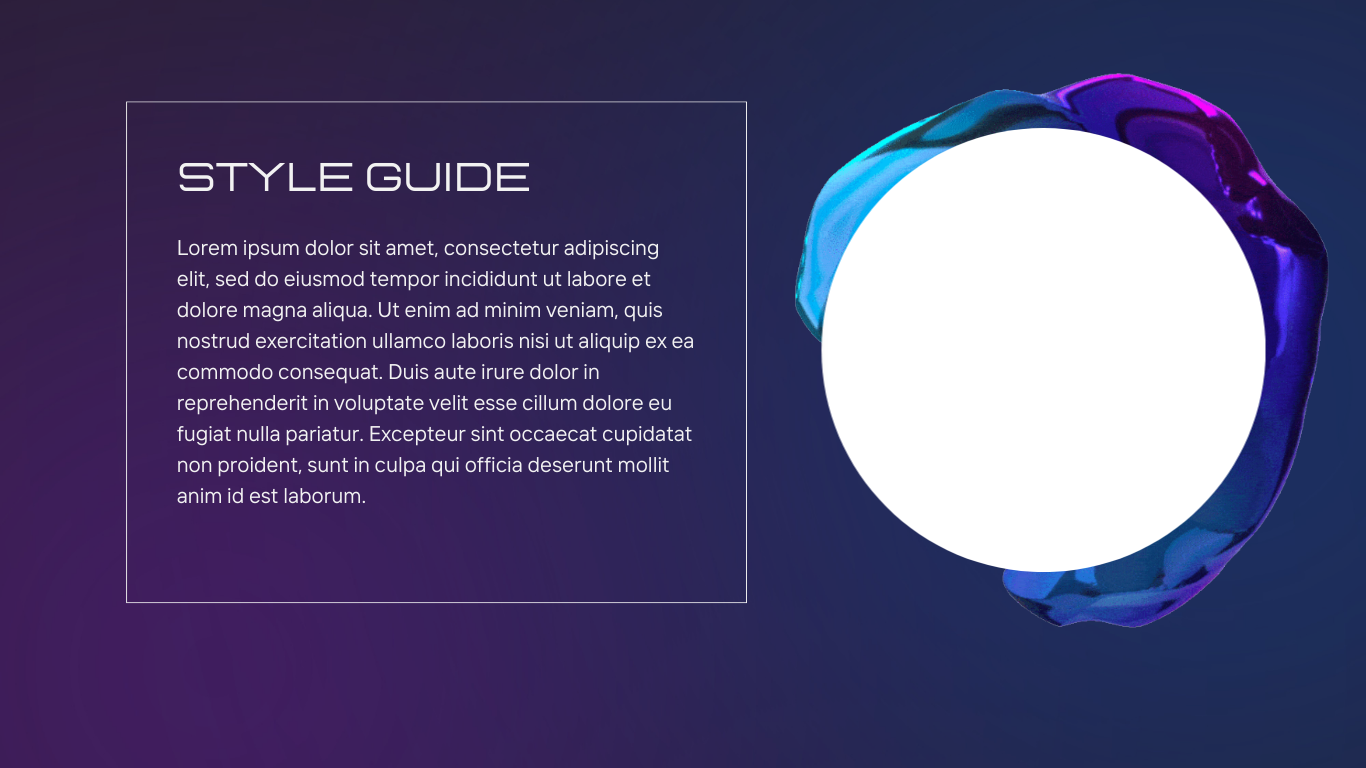 STYLE GUIDE
Lorem ipsum dolor sit amet, consectetur adipiscing
elit, sed do eiusmod tempor incididunt ut labore et
dolore magna aliqua. Ut enim ad minim veniam, quis
nostrud exercitation ullamco laboris nisi ut aliquip ex ea
commodo consequat. Duis aute irure dolor in
reprehenderit in voluptate velit esse cillum dolore eu
fugiat nulla pariatur. Excepteur sint occaecat cupidatat
non proident, sunt in culpa qui officia deserunt mollit
anim id est laborum.